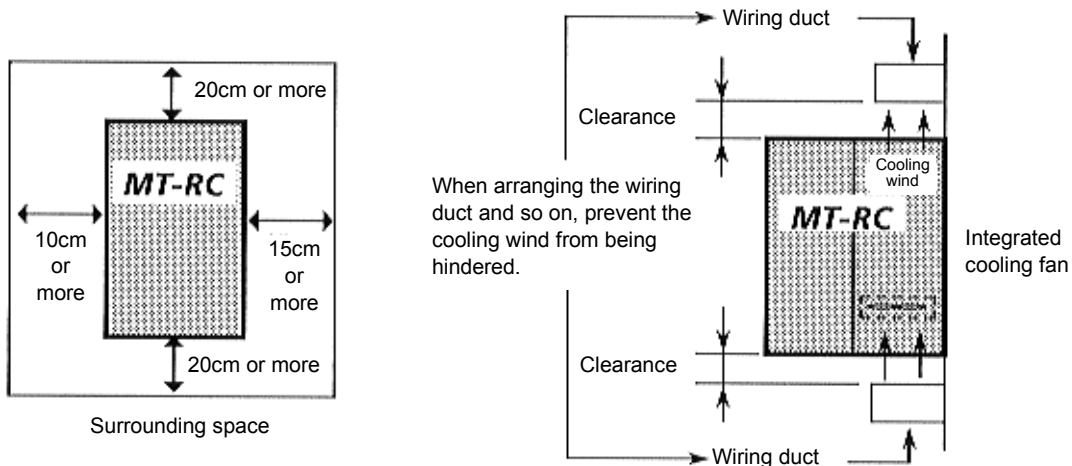 20cm or more
MT-RC
10cm
or
more
15cm
or
more
20cm or more
Surrounding space
Wiring duct
Clearance
Cooling
wind
When arranging the wiring
duct and so on, prevent the
cooling wind from being
hindered.
MT-RC
Integrated
cooling fan
Clearance
Wiring duct